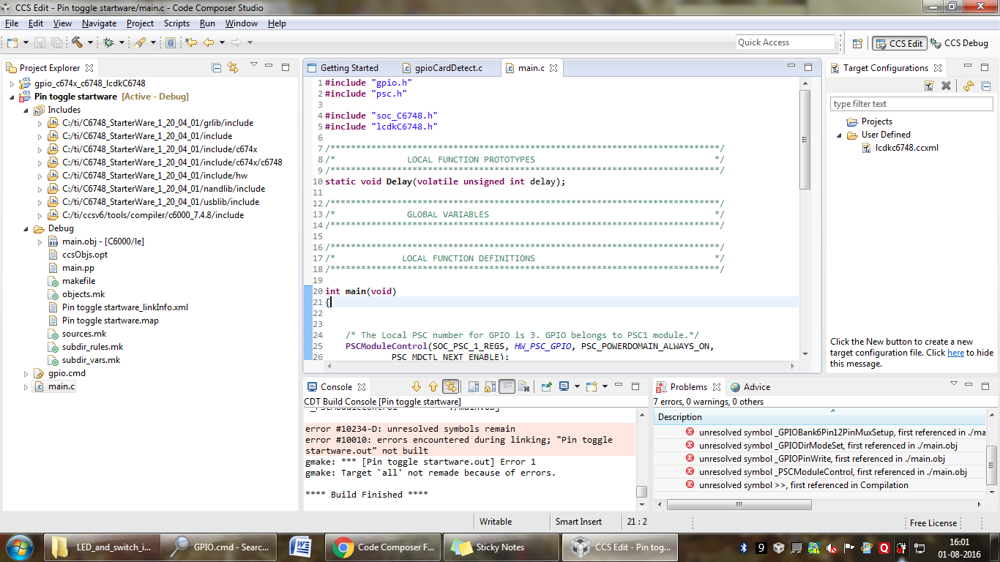 CCS Edit - Pin toggle startware/main.c - Code Composer Studio
File Edit View Navigate Project Scripts Run Window Help
Quick Access
CCS Edit
CCS Debug
Project Explorer
gpio_c674x_c6748_lcdkC6748
Pin toggle startware [Active - Debug]
Includes
C:/ti/C6748_StarterWare_1_20_04_01/grlib/include
C:/ti/C6748_StarterWare_1_20_04_01/include
C:/ti/C6748_StarterWare_1_20_04_01/include/c674x
C:/ti/C6748_StarterWare_1_20_04_01/include/c674x/c6748
C:/ti/C6748_StarterWare_1_20_04_01/include/hw
C:/ti/C6748_StarterWare_1_20_04_01/nandlib/include
C:/ti/C6748_StarterWare_1_20_04_01/usblib/include
C:/ti/ccsv6/tools/compiler/c6000_7.4.8/include
Debug
main.obj - [C6000/le]
ccsObjs.opt
main.pp
makefile
objects.mk
Pin toggle startware_linkInfo.xml
Pin toggle startware.map
sources.mk
subdir_rules.mk
subdir_vars.mk
gpio.cmd
main.c
Getting Started
gpioCardDetect.c
main.c
1 #include "gpio.h"
2 #include "psc.h"
3
4 #include "soc_C6748.h"
5 #include "lcdkC6748.h"
6
7 /****************************************************************************/
8 /* LOCAL FUNCTION PROTOTYPES */
9 /****************************************************************************/
10 static void Delay(volatile unsigned int delay);
11
12 /****************************************************************************/
13 /* GLOBAL VARIABLES */
14 /****************************************************************************/
15
16 /****************************************************************************/
17 /* LOCAL FUNCTION DEFINITIONS */
18 /****************************************************************************/
19
20 int main(void)
21 {
22
23
24 /* The Local PSC number for GPIO is 3. GPIO belongs to PSC1 module.*/
25 PSCModuleControl(SOC_PSC_1_REGS, HW_PSC_GPIO, PSC_POWERDOMAIN_ALWAYS_ON,
26 PSC_MDCTL_NEXT_ENABLE);
Target Configurations
type filter text
Projects
User Defined
lcdkc6748.ccxml
Click the New button to create a new
target configuration file. Click here to hide
this message.
Console
CDT Build Console [Pin toggle startware]
_PSCModuleControl ./main.obj
error #10234-D: unresolved symbols remain
error #10010: errors encountered during linking; "Pin toggle
startware.out" not built
gmake: *** [Pin toggle startware.out] Error 1
gmake: Target `all' not remade because of errors.
**** Build Finished ****
Problems
Advice
7 errors, 0 warnings, 0 others
Description
unresolved symbol _GPIOBank6Pin12PinMuxSetup, first referenced in ./ma
unresolved symbol _GPIODirModeSet, first referenced in ./main.obj
unresolved symbol _GPIOPinWrite, first referenced in ./main.obj
unresolved symbol _PSCModuleControl, first referenced in ./main.obj
unresolved symbol >>, first referenced in Compilation
Writable
Smart Insert
21 : 2
Free License
LED_and_switch_i...
GPIO.cmd - Searc...
Code Composer F...
Sticky Notes
CCS Edit - Pin tog...
16:01
01-08-2016